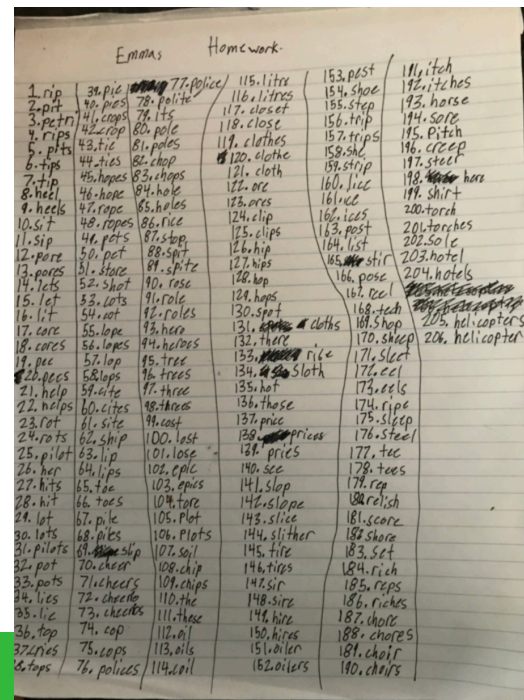 Emmas Homework.
1. rip
2. pit
3. petri
4. rips
5. pits
6. tips
7. tip
8. heel
9. heels
10. sit
11. sip
12. pore
13. pores
14. lets
15. let
16. lit
17. core
18. cores
19. pec
20. pecs
21. help
22. helps
23. rot
24. rots
25. pilot
26. her
27. hits
28. hit
29. lot
30. lots
31. pilots
32. pot
33. pots
34. lies
35. lie
36. top
37. cries
38. tops
39. pie
40. pies
41. crops
42. crop
43. tie
44. ties
45. hopes
46. hope
47. rope
48. ropes
49. pets
50. pet
51. store
52. shot
53. cots
54. cot
55. lope
56. lopes
57. lop
58. lops
59. cite
60. cites
61. site
62. ship
63. lip
64. lips
65. toe
66. toes
67. pile
68. piles
69. slip
70. cheer
71. cheers
72. cheerio
73. cheerios
74. cop
75. cops
76. polices
77. police
78. polite
79. Its
80. pole
81. poles
82. chop
83. chops
84. hole
85. holes
86. rice
87. stop
88. spit
89. spite
90. rose
91. role
92. roles
93. hero
94. heroes
95. tree
96. trees
97. three
98. threes
99. cost
100. lost
101. lose
102. epic
103. epics
104. tore
105. plot
106. Plots
107. soil
108. chip
109. chips
110. the
111. these
112. oil
113. oils
114. coil
115. litre
116. litres
117. closet
118. close
119. clothes
120. clothe
121. cloth
122. ore
123. ores
124. clip
125. clips
126. hip
127. hips
128. hop
129. hops
130. spot
131. cloths
132. there
133. rise
134. sloth
135. hot
136. those
137. price
138. prices
139. pries
140. see
141. slop
142. slope
143. slice
144. slither
145. tire
146. tires
147. sir
148. sire
149. hire
150. hires
151. oiler
152. oilers
153. pest
154. shoe
155. step
156. trip
157. trips
158. she
159. strip
160. lice
161. ice
162. ices
163. post
164. list
165. stir
166. pose
167. reel
168. tech
169. shop
170. sheep
171. sleet
172. eel
173. eels
174. ripe
175. sleep
176. steel
177. tee
178. tees
179. rep
180. relish
181. score
182. shore
183. set
184. rich
185. reps
186. riches
187. chore
188. chores
189. choir
190. choirs
191. itch
192. itches
193. horse
194. sore
195. Pitch
196. creep
197. steer
198. here
199. shirt
200. torch
201. torches
202. sole
203. hotel
204. hotels
205. helicopters
206. helicopter